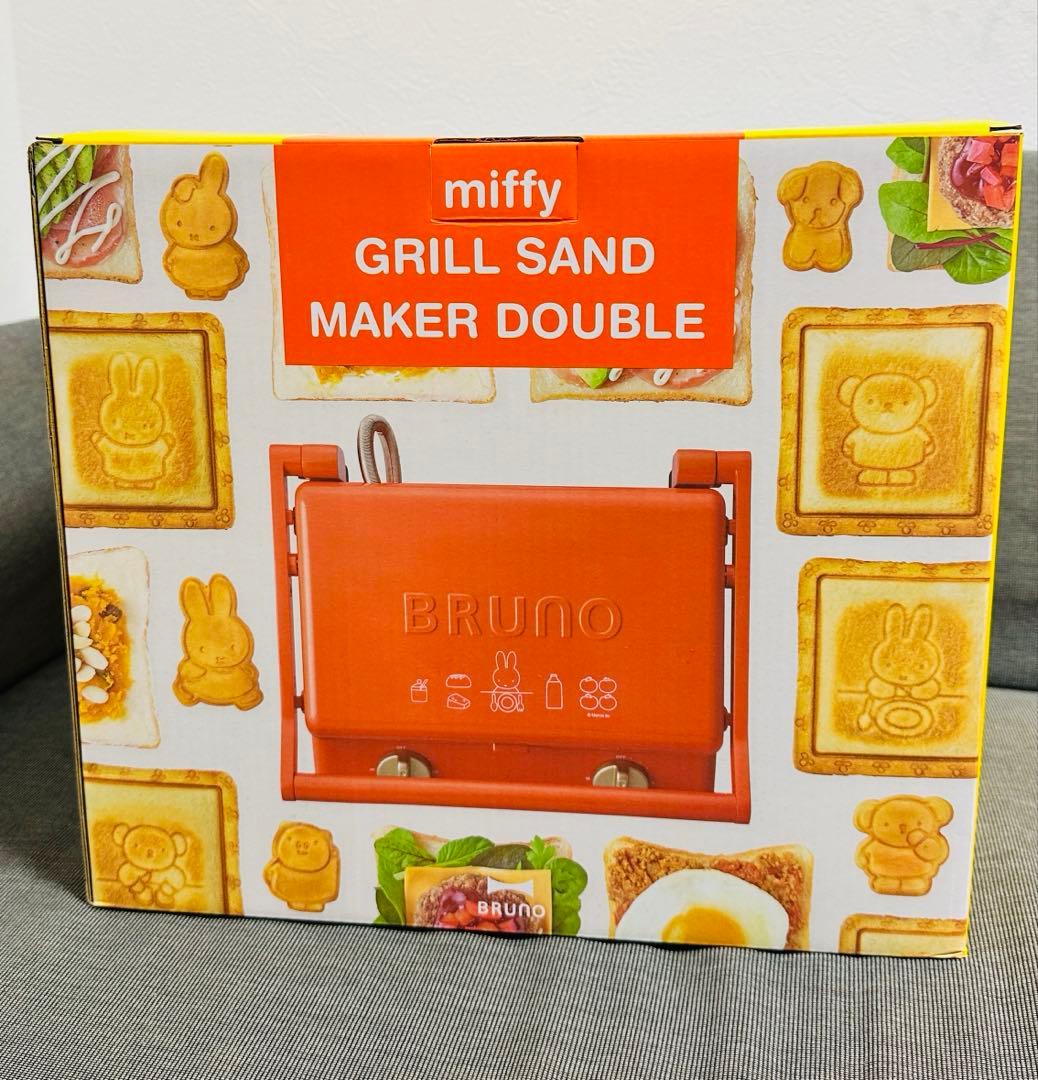 miffy
GRILL SAND
MAKER DOUBLE
BRUNO
BRUNO